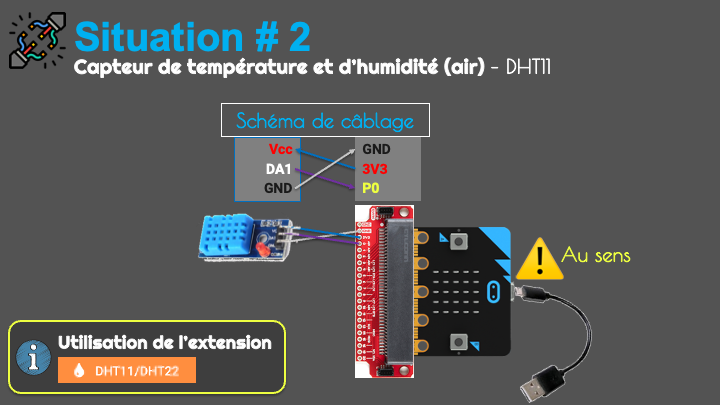 Situation # 2
Capteur de température et d’humidité (air) – DHT11
Schéma de câblage
Vcc
DA1
GND
GND
3V3
P0
Au sens
Utilisation de l’extension
DHT11/DHT22